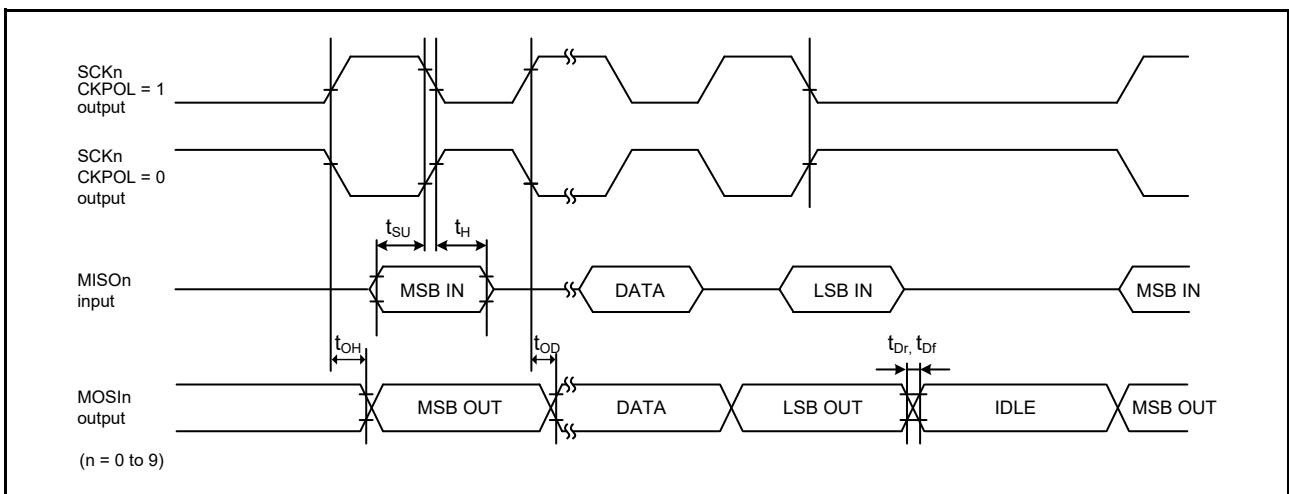 SCKn
CKPOL = 1
output
SCKn
CKPOL = 0
output
tSU
tH
MISOn
input
MSB IN
DATA
LSB IN
MSB IN
tOH
tOD
tDr, tDf
MOSIn
output
MSB OUT
DATA
LSB OUT
IDLE
MSB OUT
(n = 0 to 9)